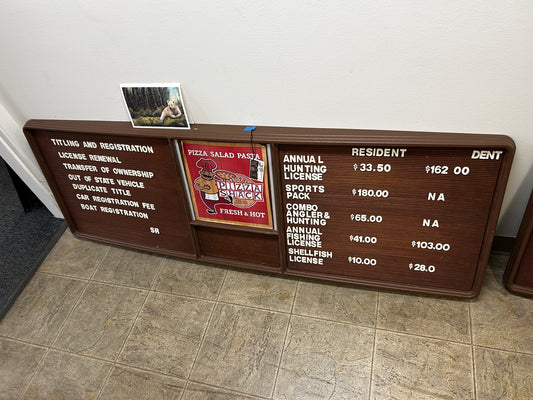 TITLING AND REGISTRATION
LICENSE RENEWAL
TRANSFER OF OWNERSHIP
OUT OF STATE VEHICLE
DUPLICATE TITLE
CAR REGISTRATION FEE
BOAT REGISTRATION
SR
PIZZA SALAD PASTA
PIZZA
SHACK
FRESH & HOT
RESIDENT DENT
ANNUAL HUNTING LICENSE $33.50 $162 00
SPORTS PACK $180.00 NA
COMBO ANGLER & HUNTING $65.00 NA
ANNUAL FISHING LICENSE $41.00 $103.00
SHELLFISH LICENSE $10.00 $28.0